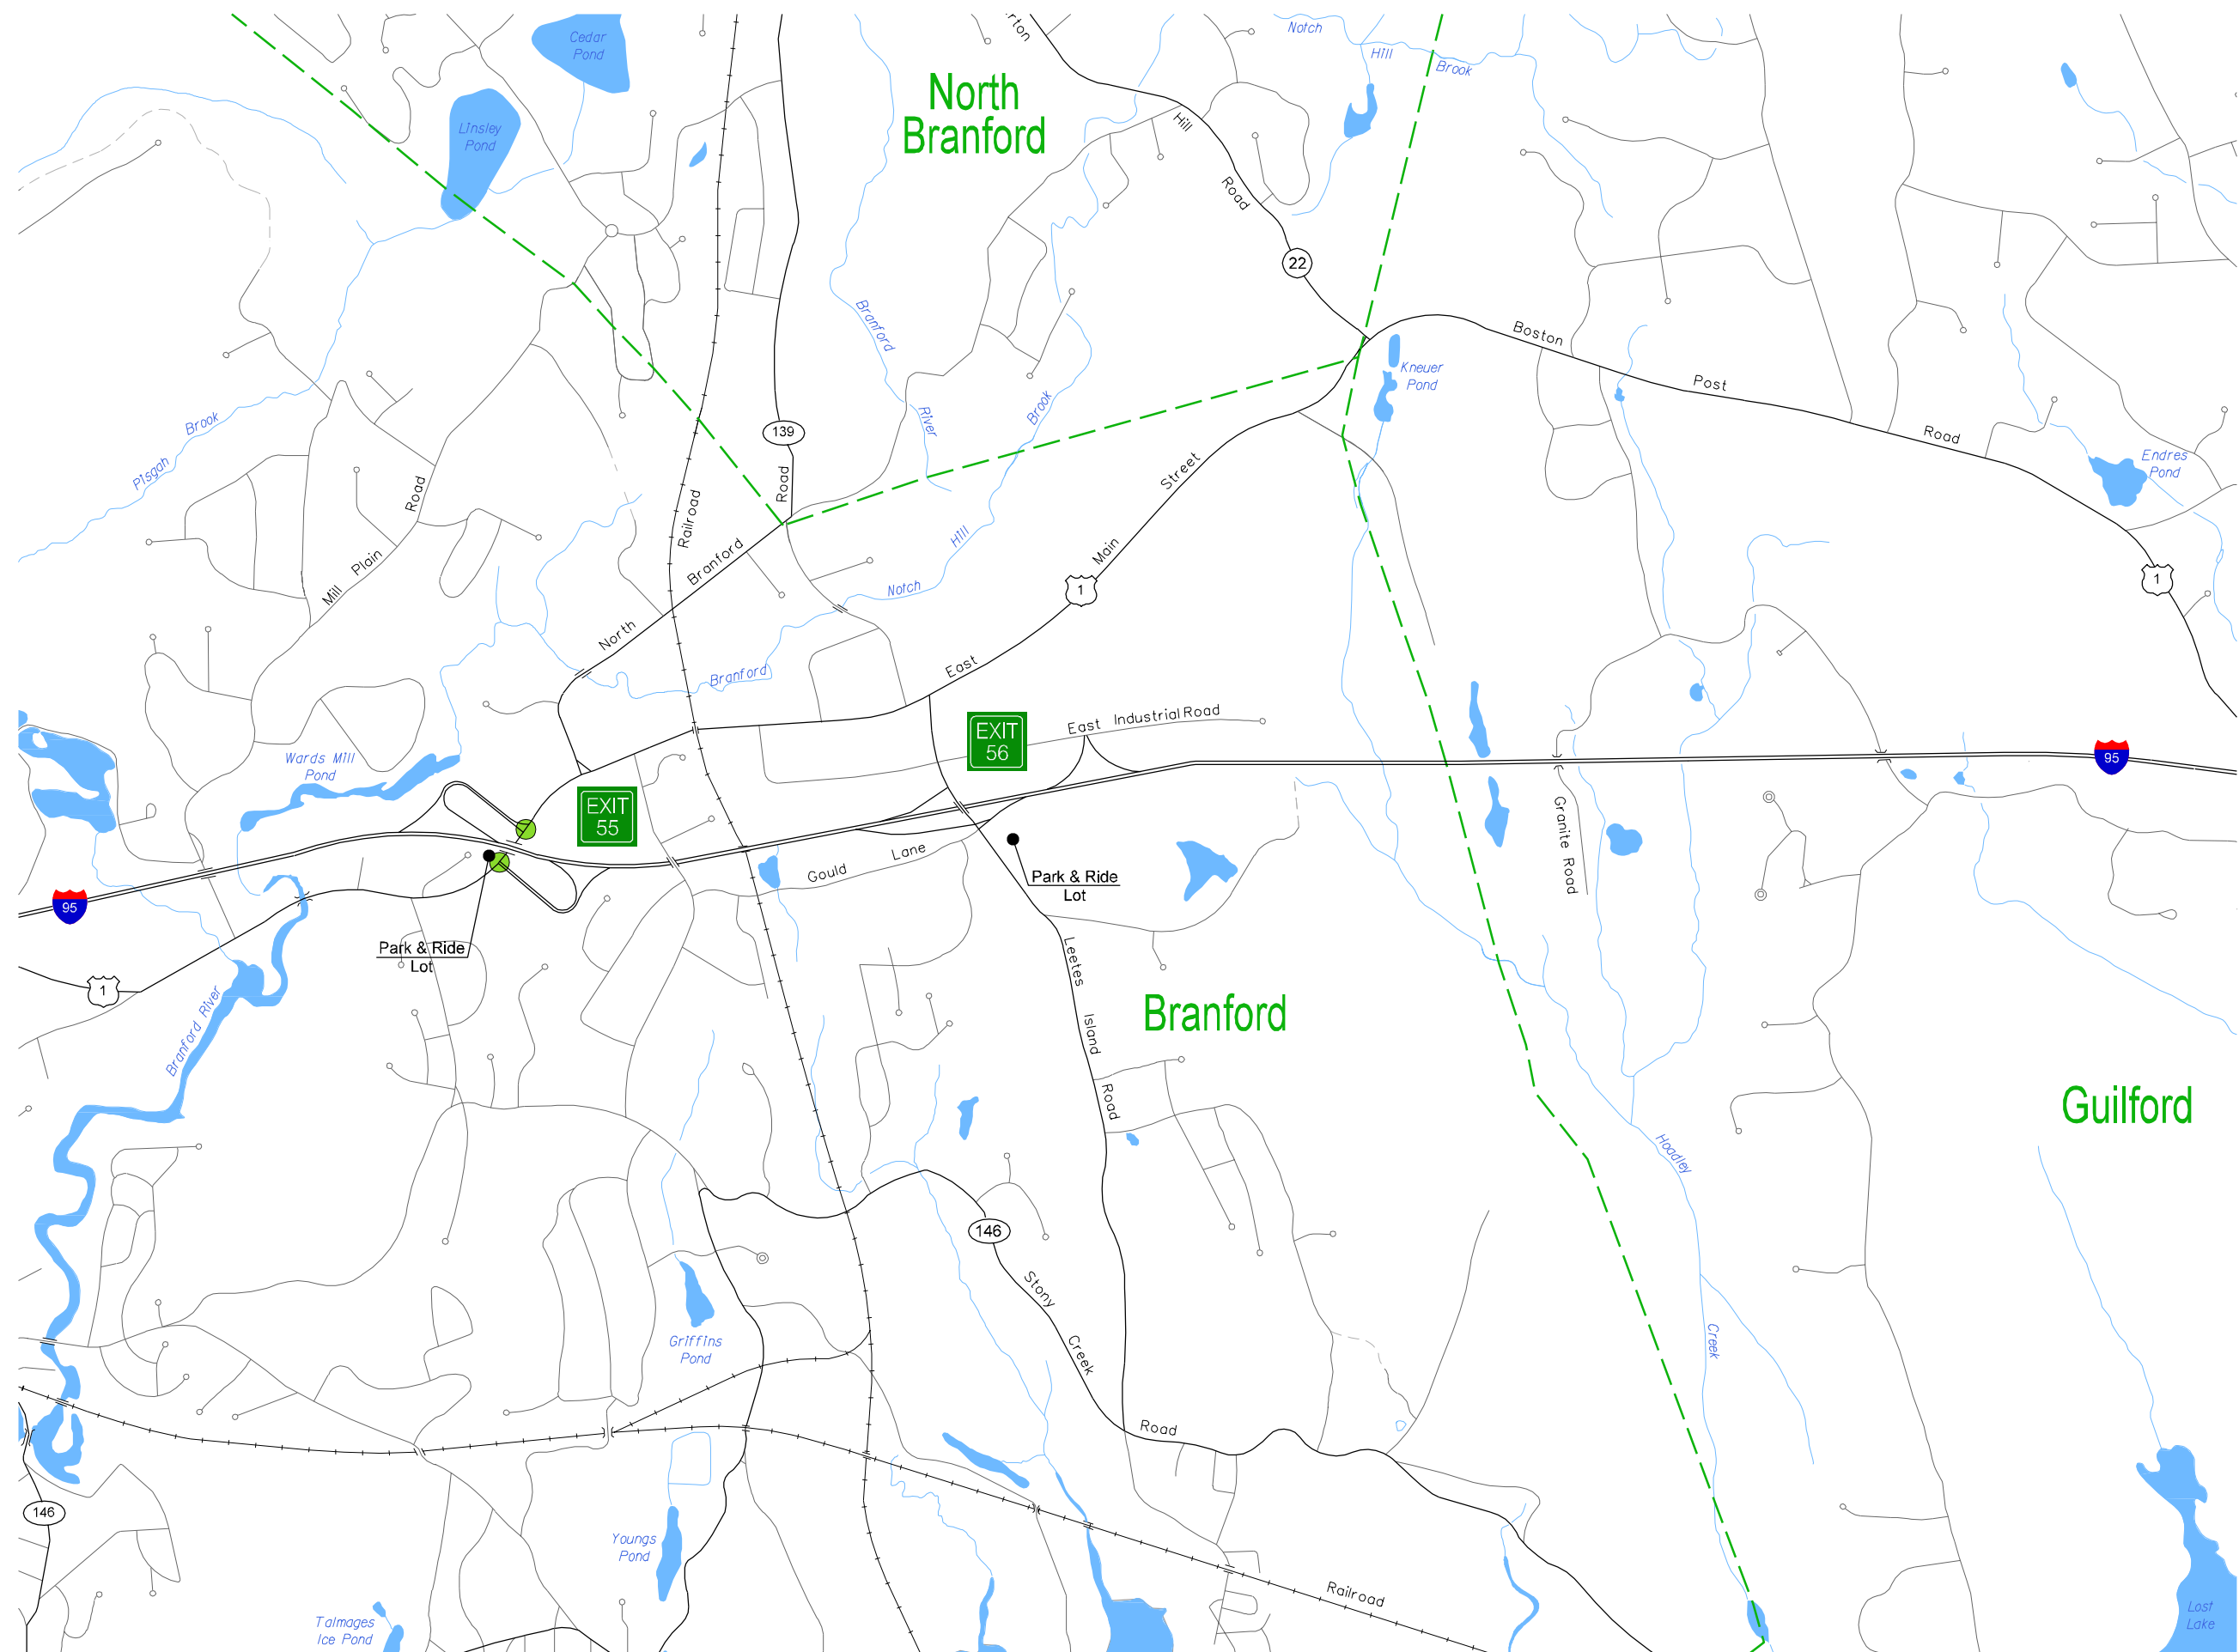 Cedar
Pond
Linsley
Pond
North
Branford
rton
Hill
Road
22
Notch
Hill
Brook
Boston
Post
Road
1
Kneuer
Pond
Endres
Pond
Branford
River
Brook
Hill
Notch
Branford
Pisgah
Brook
139
Road
Railroad
North
Branford
Mill
Plain
Road
East
Main
Street
1
EXIT
56
East
Industrial Road
EXIT
55
Wards Mill
Pond
95
95
Granite Road
Gould
Lane
Park & Ride
Lot
Park & Ride
Lot
1
Branford River
Leetes
Island
Road
Branford
Guilford
Hoadley
Creek
146
Stony
Creek
Road
Griffins
Pond
146
Youngs
Pond
Talmages
Ice Pond
Railroad
Lost
Lake